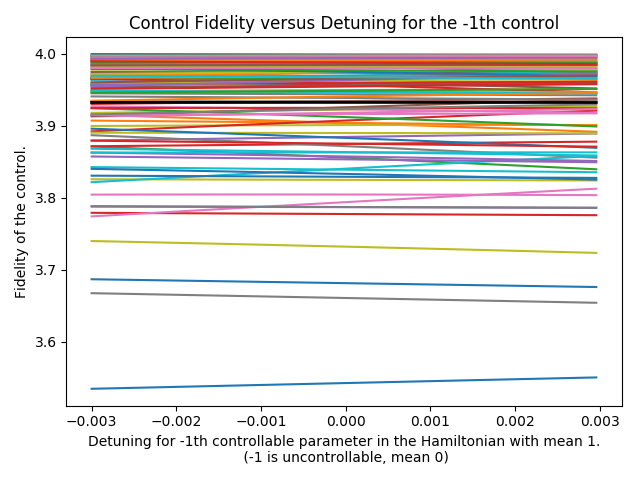 Control Fidelity versus Detuning for the -1th control
Fidelity of the control.
4.0
3.9
3.8
3.7
3.6
−0.003 −0.002 −0.001 0.000 0.001 0.002 0.003
Detuning for -1th controllable parameter in the Hamiltonian with mean 1.
(-1 is uncontrollable, mean 0)